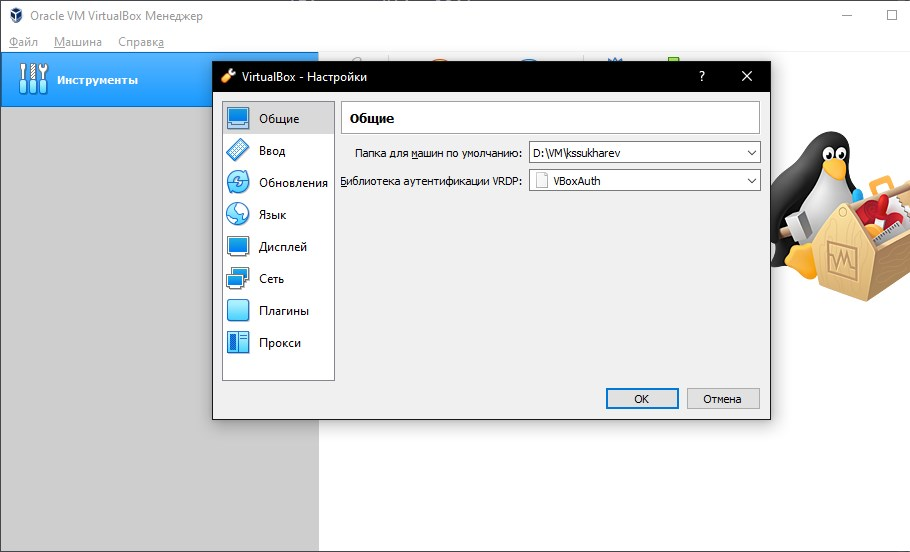 Oracle VM VirtualBox Менеджер
Файл Машина Справка
Инструменты
VirtualBox - Настройки
?
Общие
Ввод
Обновления
Язык
Дисплей
Сеть
Плагины
Прокси
Общие
Папка для машин по умолчанию: D:\VM\kssukharev
Библиотека аутентификации VRDP: VBoxAuth
OK Отмена